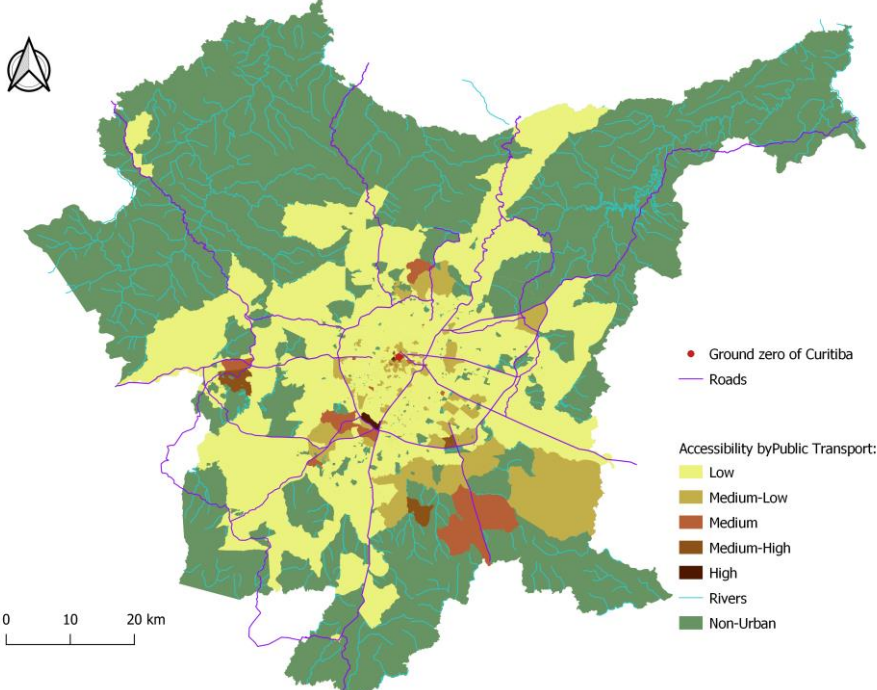 Ground zero of Curitiba
Roads
Accessibility byPublic Transport:
Low
Medium-Low
Medium
Medium-High
High
Rivers
Non-Urban
0 10 20 km